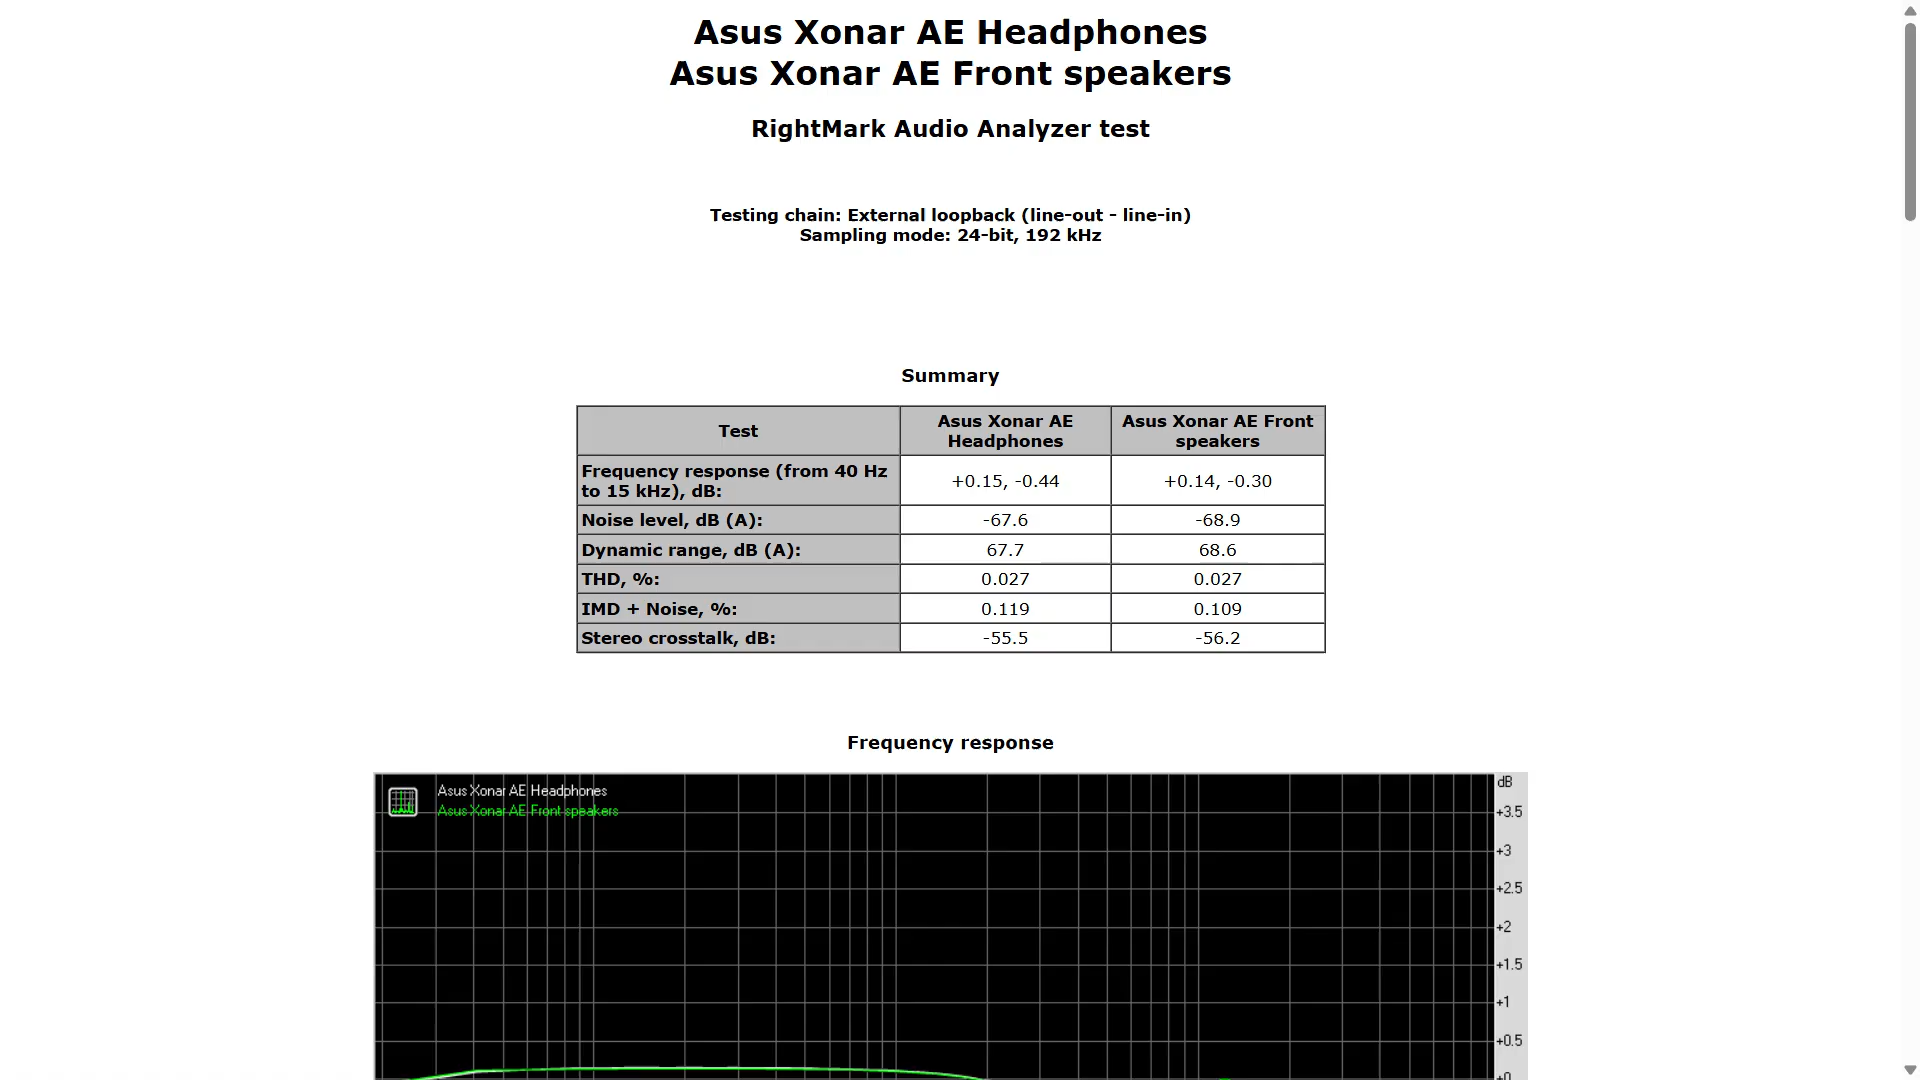 Asus Xonar AE Headphones
Asus Xonar AE Front speakers
RightMark Audio Analyzer test
Testing chain: External loopback (line-out - line-in)
Sampling mode: 24-bit, 192 kHz
Summary
Test
Asus Xonar AE
Headphones
Asus Xonar AE Front
speakers
Frequency response (from 40 Hz
to 15 kHz), dB:
+0.15, -0.44
+0.14, -0.30
Noise level, dB (A):
-67.6
-68.9
Dynamic range, dB (A):
67.7
68.6
THD, %:
0.027
0.027
IMD + Noise, %:
0.119
0.109
Stereo crosstalk, dB:
-55.5
-56.2
Frequency response
Asus Xonar AE Headphones
Asus Xonar AE Front speakers
dB
+3.5
+3
+2.5
+2
+1.5
+1
+0.5
+0